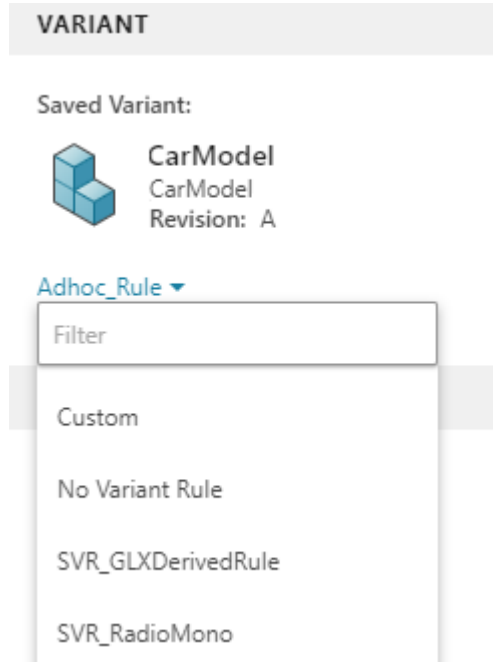 VARIANT
Saved Variant:
CarModel
CarModel
Revision: A
Adhoc_Rule
Filter
Custom
No Variant Rule
SVR_GLXDerivedRule
SVR_RadioMono